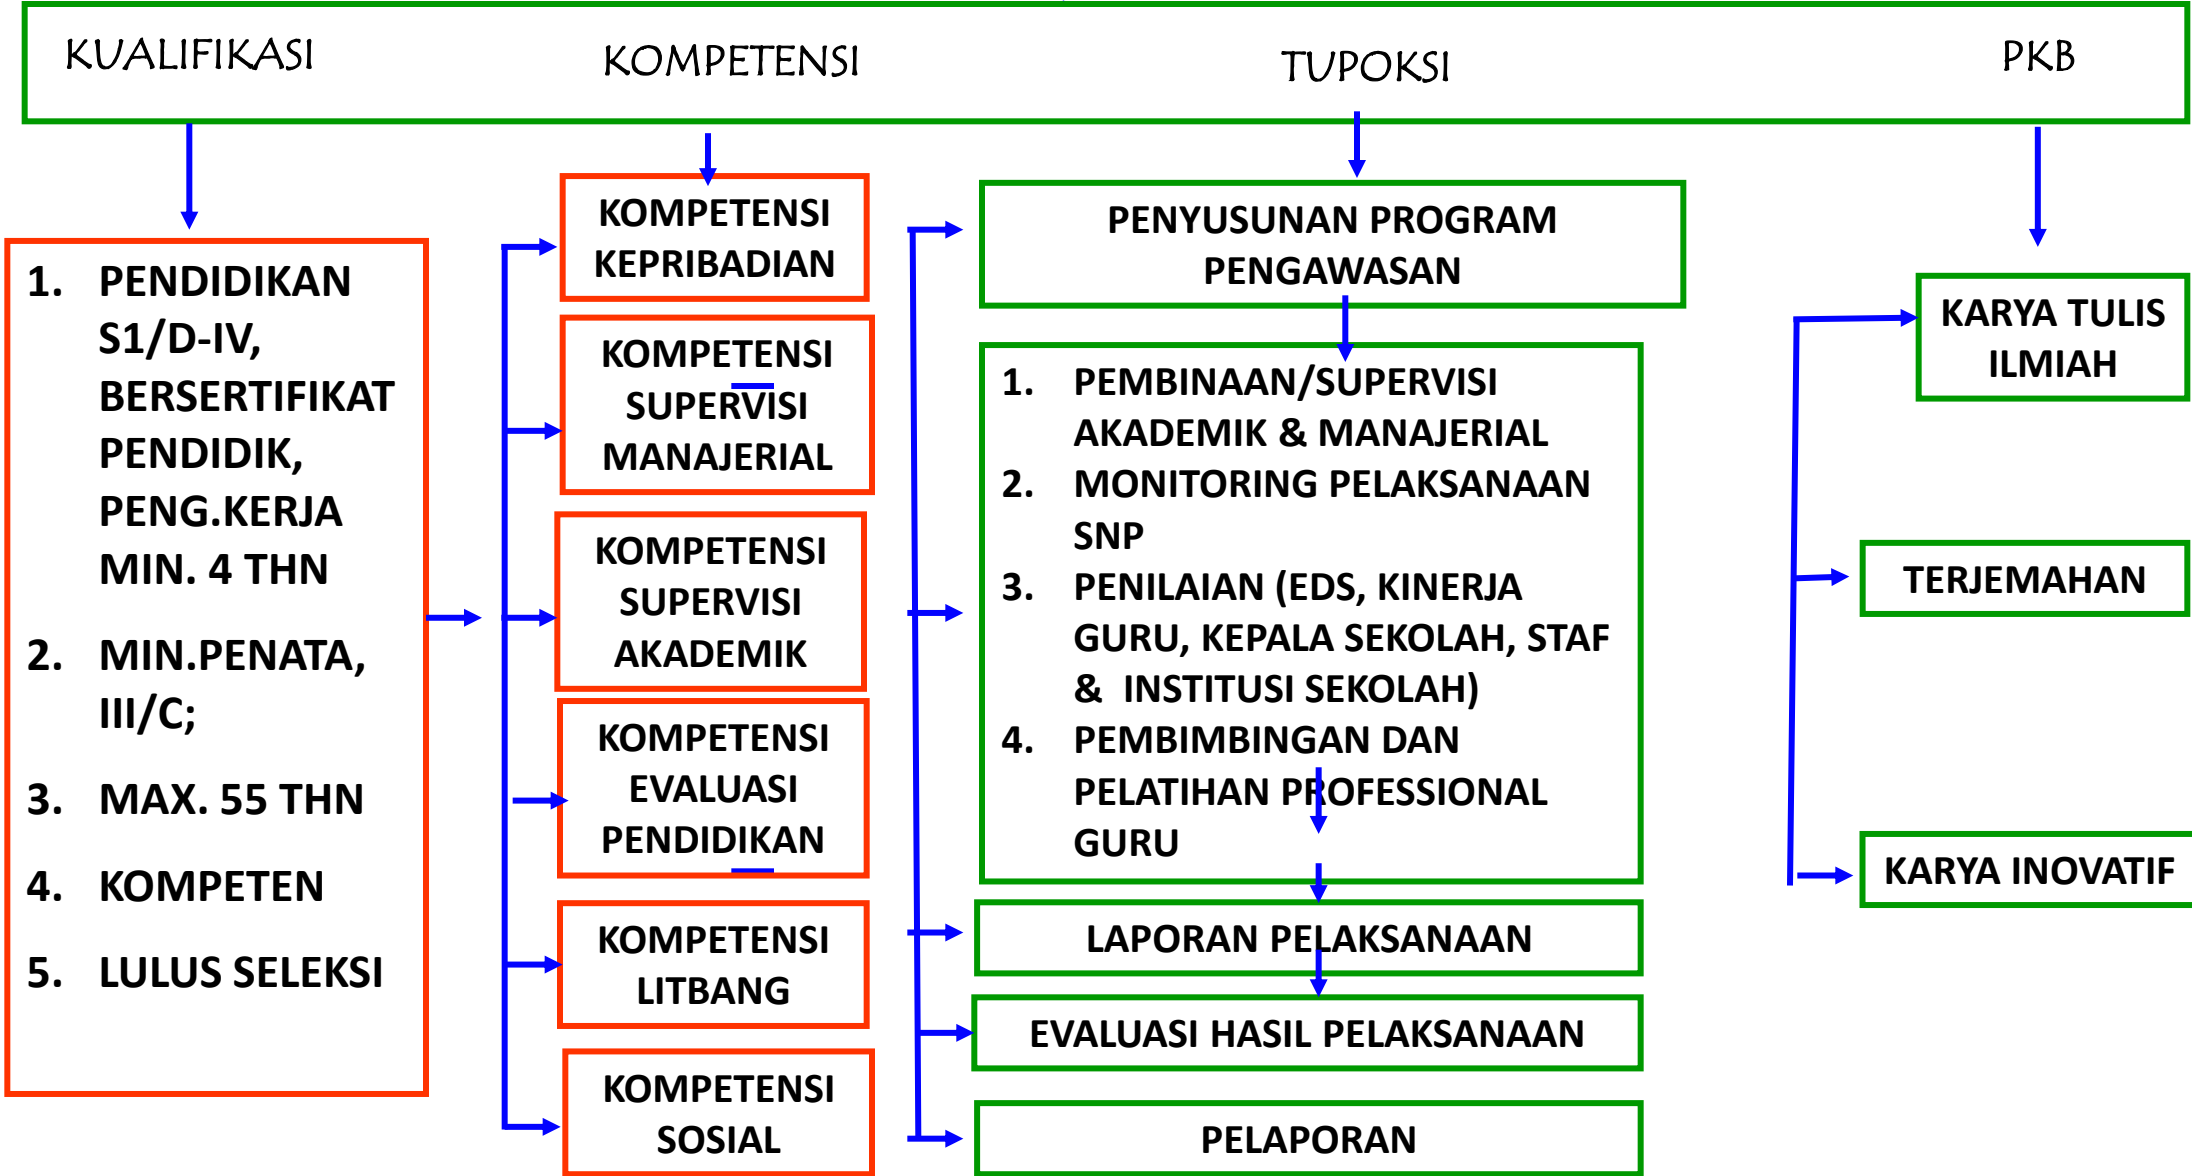 KUALIFIKASI
KOMPETENSI
TUPOKSI
PKB
1. PENDIDIKAN
S1/D-IV,
BERSERTIFIKAT
PENDIDIK,
PENG.KERJA
MIN. 4 THN
2. MIN.PENATA,
III/C;
3. MAX. 55 THN
4. KOMPETEN
5. LULUS SELEKSI
KOMPETENSI
KEPRIBADIAN
KOMPETENSI
SUPERVISI
MANAJERIAL
KOMPETENSI
SUPERVISI
AKADEMIK
KOMPETENSI
EVALUASI
PENDIDIKAN
KOMPETENSI
LITBANG
KOMPETENSI
SOSIAL
PENYUSUNAN PROGRAM
PENGAWASAN
1. PEMBINAAN/SUPERVISI
AKADEMIK & MANAJERIAL
2. MONITORING PELAKSANAAN
SNP
3. PENILAIAN (EDS, KINERJA
GURU, KEPALA SEKOLAH, STAF
& INSTITUSI SEKOLAH)
4. PEMBIMBINGAN DAN
PELATIHAN PROFESSIONAL
GURU
LAPORAN PELAKSANAAN
EVALUASI HASIL PELAKSANAAN
PELAPORAN
KARYA TULIS
ILMIAH
TERJEMAHAN
KARYA INOVATIF